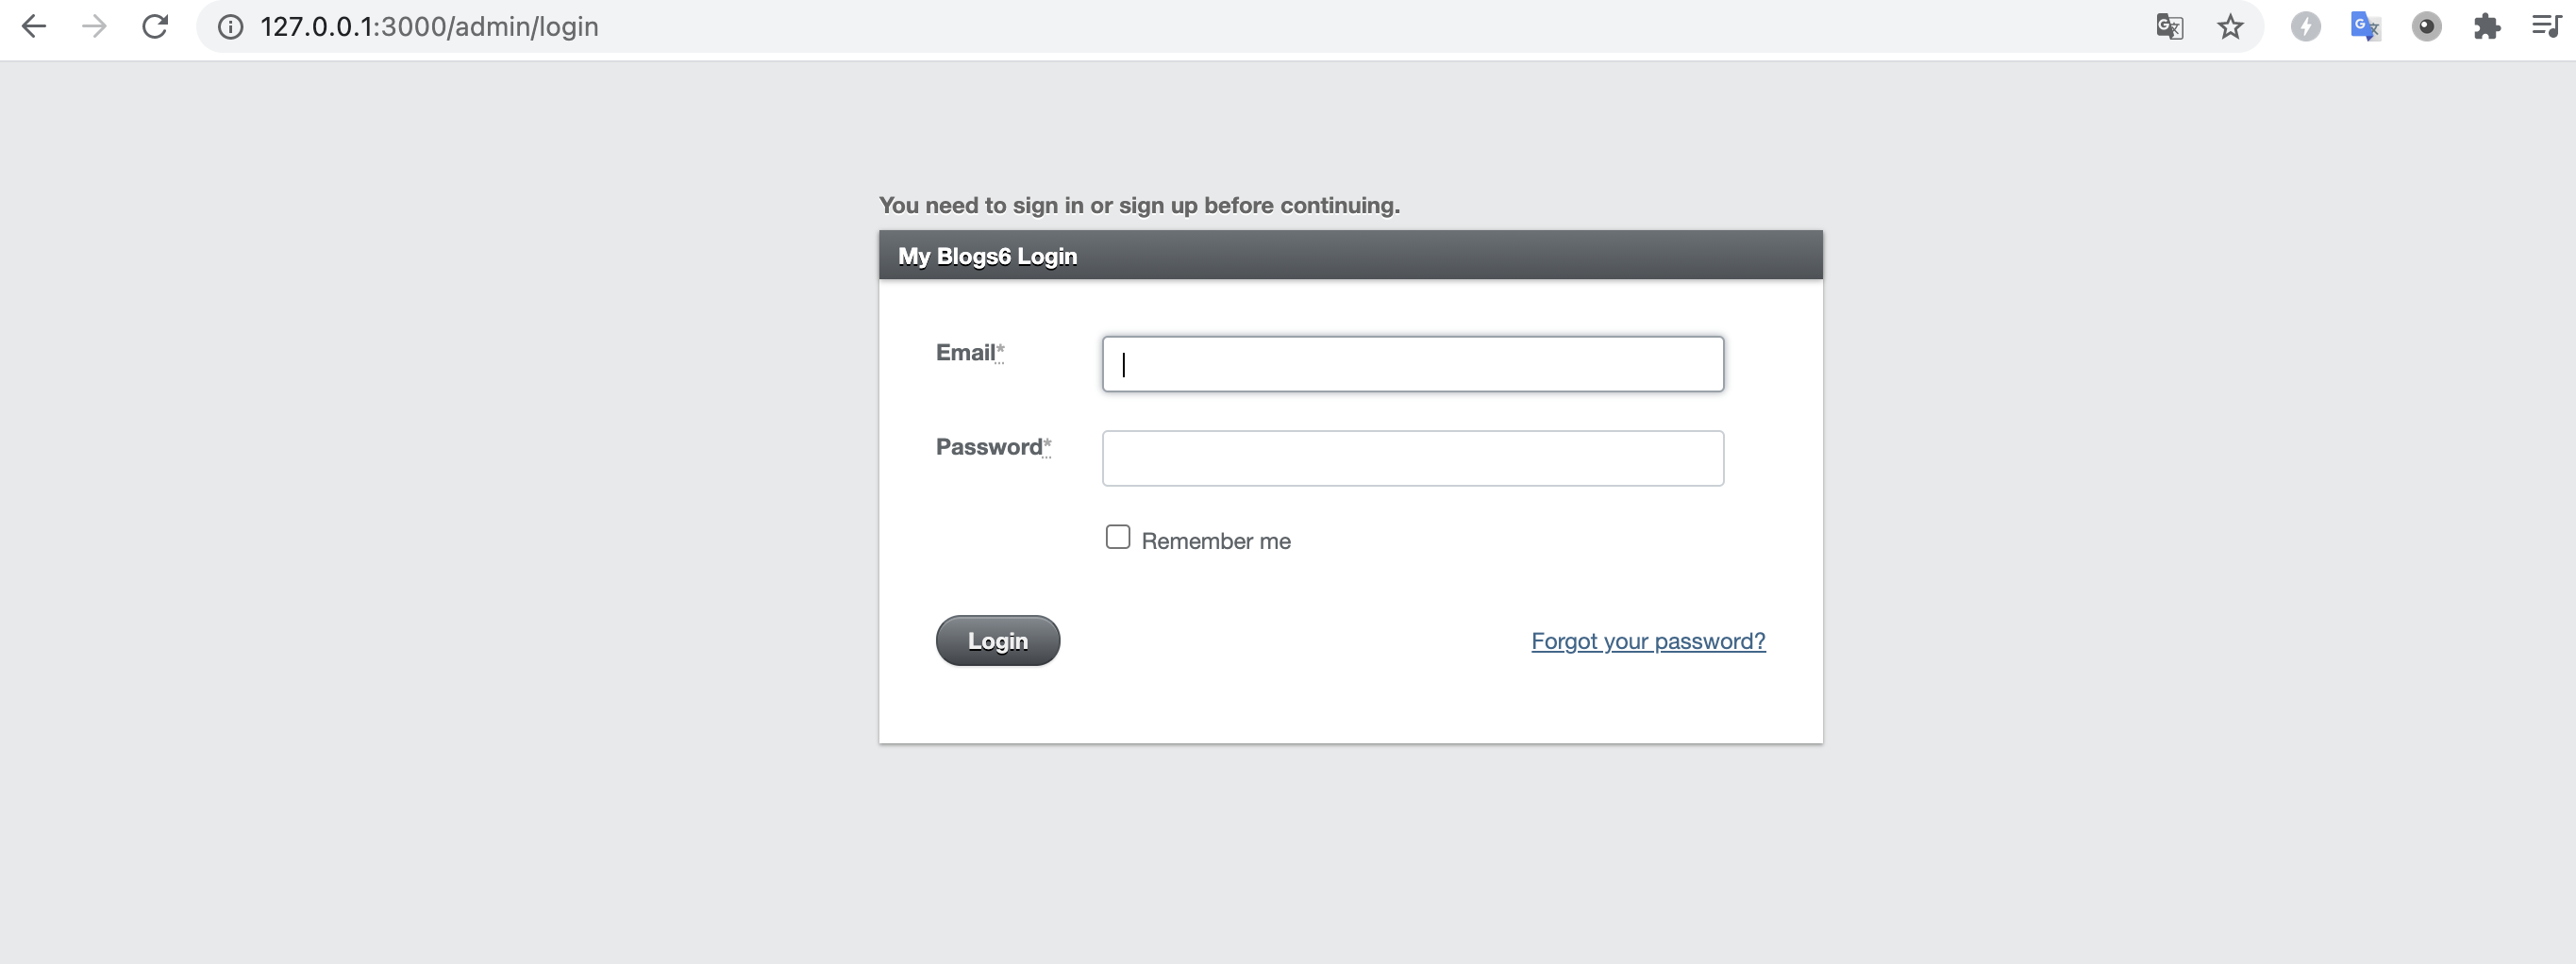 127.0.0.1:3000/admin/login
You need to sign in or sign up before continuing.
My Blogs6 Login
Email*
Password*
Remember me
Login
Forgot your password?